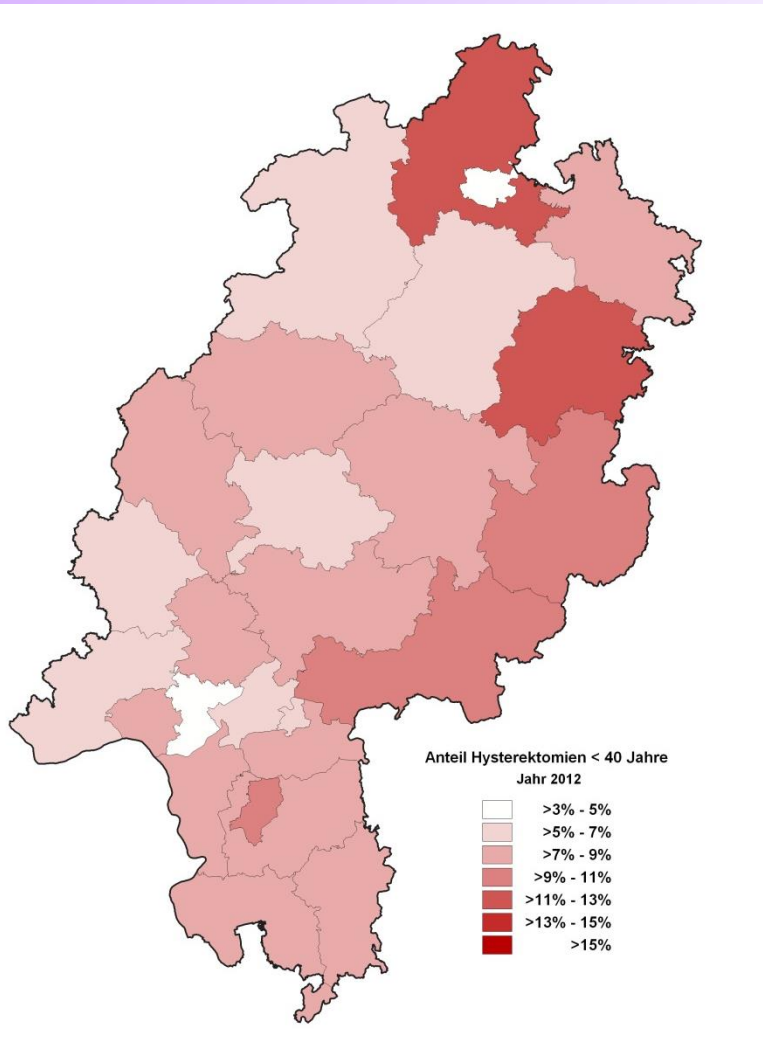 Anteil Hysterektomien < 40 Jahre
Jahr 2012
>3% - 5%
>5% - 7%
>7% - 9%
>9% - 11%
>11% - 13%
>13% - 15%
>15%